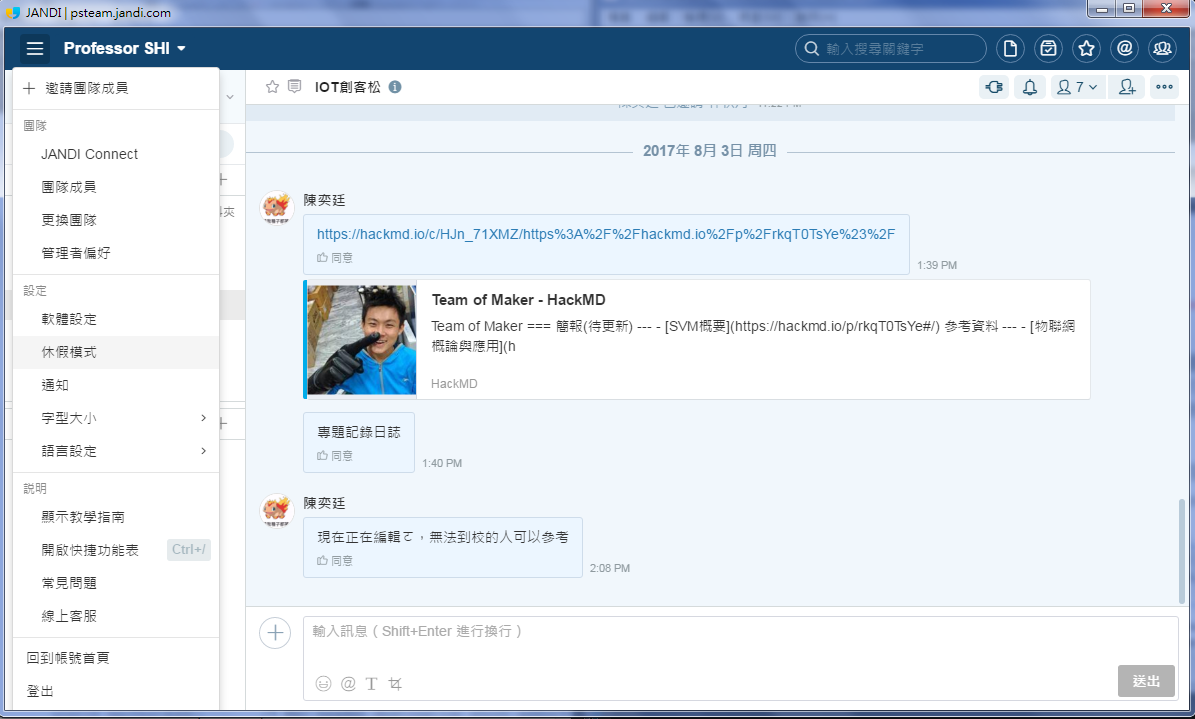 JANDI | psteam.jandi.com
Professor SHI
輸入搜尋關鍵字
邀請團隊成員
團隊
JANDI Connect
團隊成員
更換團隊
管理者偏好
設定
軟體設定
休假模式
通知
字型大小
語言設定
說明
顯示教學指南
開啟快捷功能表 Ctrl+/
常見問題
線上客服
回到帳號首頁
登出
夾
IOT創客松
7
2017年 8月 3日 周四
陳奕廷
https://hackmd.io/c/HJn_71XMZ/https%3A%2F%2Fhackmd.io%2Fp%2FrkqT0TsYe%23%2F
同意
1:39 PM
Team of Maker - HackMD
Team of Maker === 簡報(待更新) --- - [SVM概要](https://hackmd.io/p/rkqT0TsYe#/) 參考資料 --- - [物聯網
概論與應用](h
HackMD
專題記錄日誌
同意
1:40 PM
陳奕廷
現在正在編輯ㄛ，無法到校的人可以參考
同意
2:08 PM
輸入訊息 ( Shift+Enter 進行換行 )
送出